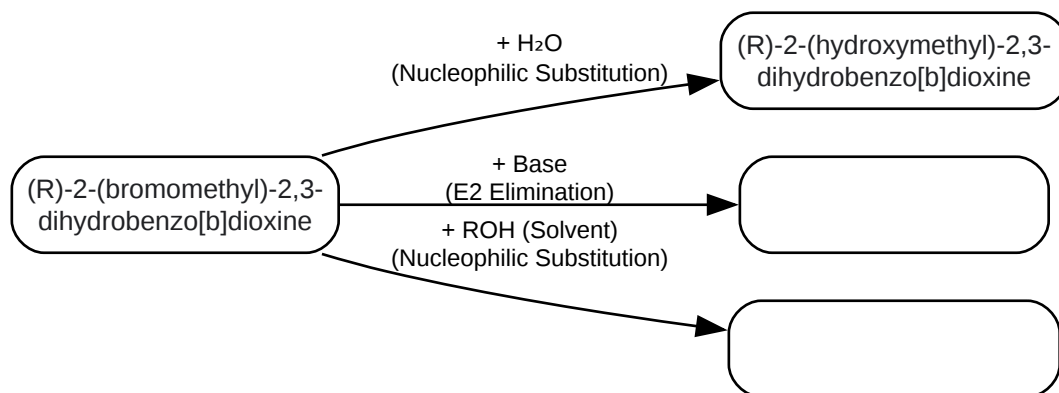 + H₂O
(Nucleophilic Substitution)
(R)-2-(hydroxymethyl)-2,3-
dihydrobenzo[b]dioxine
(R)-2-(bromomethyl)-2,3-
dihydrobenzo[b]dioxine
+ Base
(E2 Elimination)
+ ROH (Solvent)
(Nucleophilic Substitution)